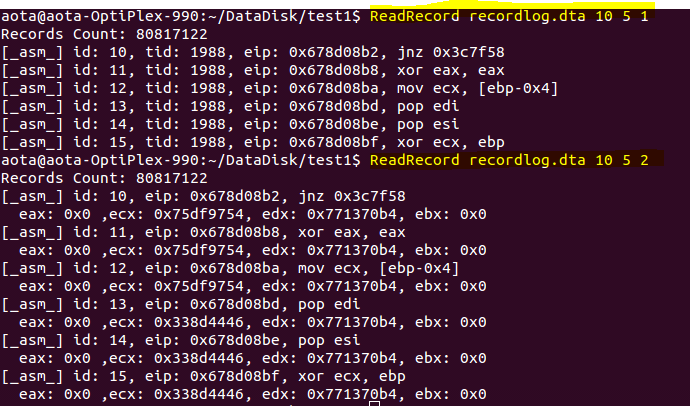 aota@aota-OptiPlex-990:~/DataDisk/test1$ ReadRecord recordlog.dta 10 5 1
Records Count: 80817122
[_asm_] id: 10, tid: 1988, eip: 0x678d08b2, jnz 0x3c7f58
[_asm_] id: 11, tid: 1988, eip: 0x678d08b8, xor eax, eax
[_asm_] id: 12, tid: 1988, eip: 0x678d08ba, mov ecx, [ebp-0x4]
[_asm_] id: 13, tid: 1988, eip: 0x678d08bd, pop edi
[_asm_] id: 14, tid: 1988, eip: 0x678d08be, pop esi
[_asm_] id: 15, tid: 1988, eip: 0x678d08bf, xor ecx, ebp
aota@aota-OptiPlex-990:~/DataDisk/test1$ ReadRecord recordlog.dta 10 5 2
Records Count: 80817122
[_asm_] id: 10, eip: 0x678d08b2, jnz 0x3c7f58
  eax: 0x0 ,ecx: 0x75df9754, edx: 0x771370b4, ebx: 0x0
[_asm_] id: 11, eip: 0x678d08b8, xor eax, eax
  eax: 0x0 ,ecx: 0x75df9754, edx: 0x771370b4, ebx: 0x0
[_asm_] id: 12, eip: 0x678d08ba, mov ecx, [ebp-0x4]
  eax: 0x0 ,ecx: 0x75df9754, edx: 0x771370b4, ebx: 0x0
[_asm_] id: 13, eip: 0x678d08bd, pop edi
  eax: 0x0 ,ecx: 0x338d4446, edx: 0x771370b4, ebx: 0x0
[_asm_] id: 14, eip: 0x678d08be, pop esi
  eax: 0x0 ,ecx: 0x338d4446, edx: 0x771370b4, ebx: 0x0
[_asm_] id: 15, eip: 0x678d08bf, xor ecx, ebp
  eax: 0x0 ,ecx: 0x338d4446, edx: 0x771370b4, ebx: 0x0